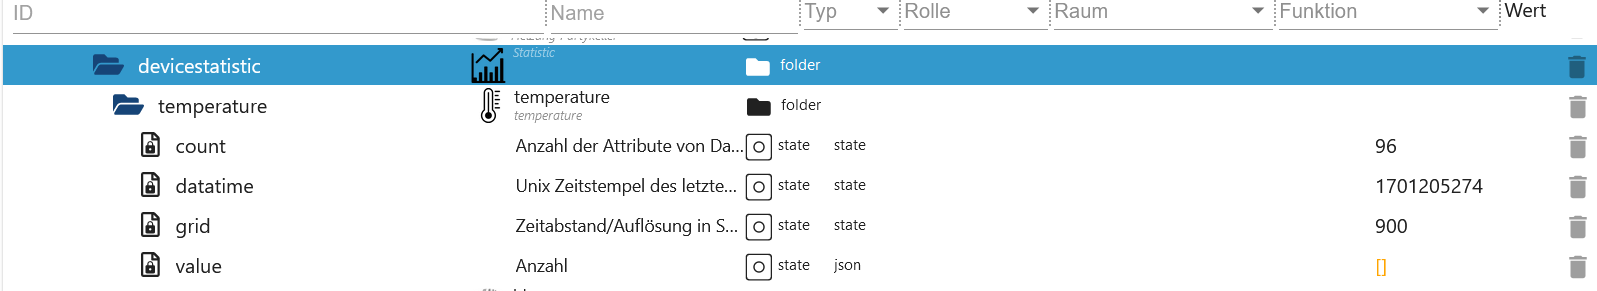 ID Name Typ Rolle Raum Funktion Wert
Heizung Partykeller
devicestatistic Statistic folder
temperature temperature folder
temperature
count Anzahl der Attribute von Da... state state 96
datatime Unix Zeitstempel des letzte... state state 1701205274
grid Zeitabstand/Auflösung in S... state state 900
value Anzahl state json []